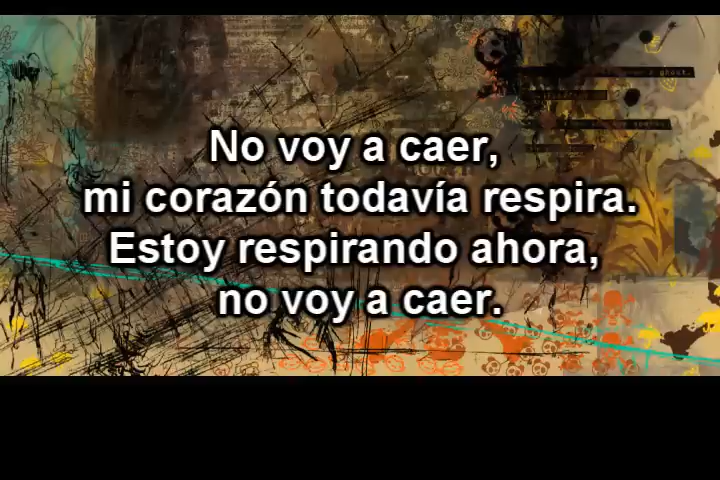 No voy a caer,
mi corazón todavía respira.
Estoy respirando ahora,
no voy a caer.